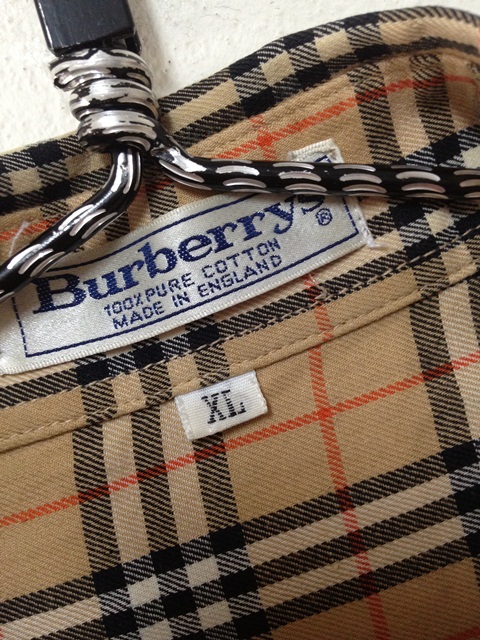 Burberrys®
100% PURE COTTON
MADE IN ENGLAND
XL